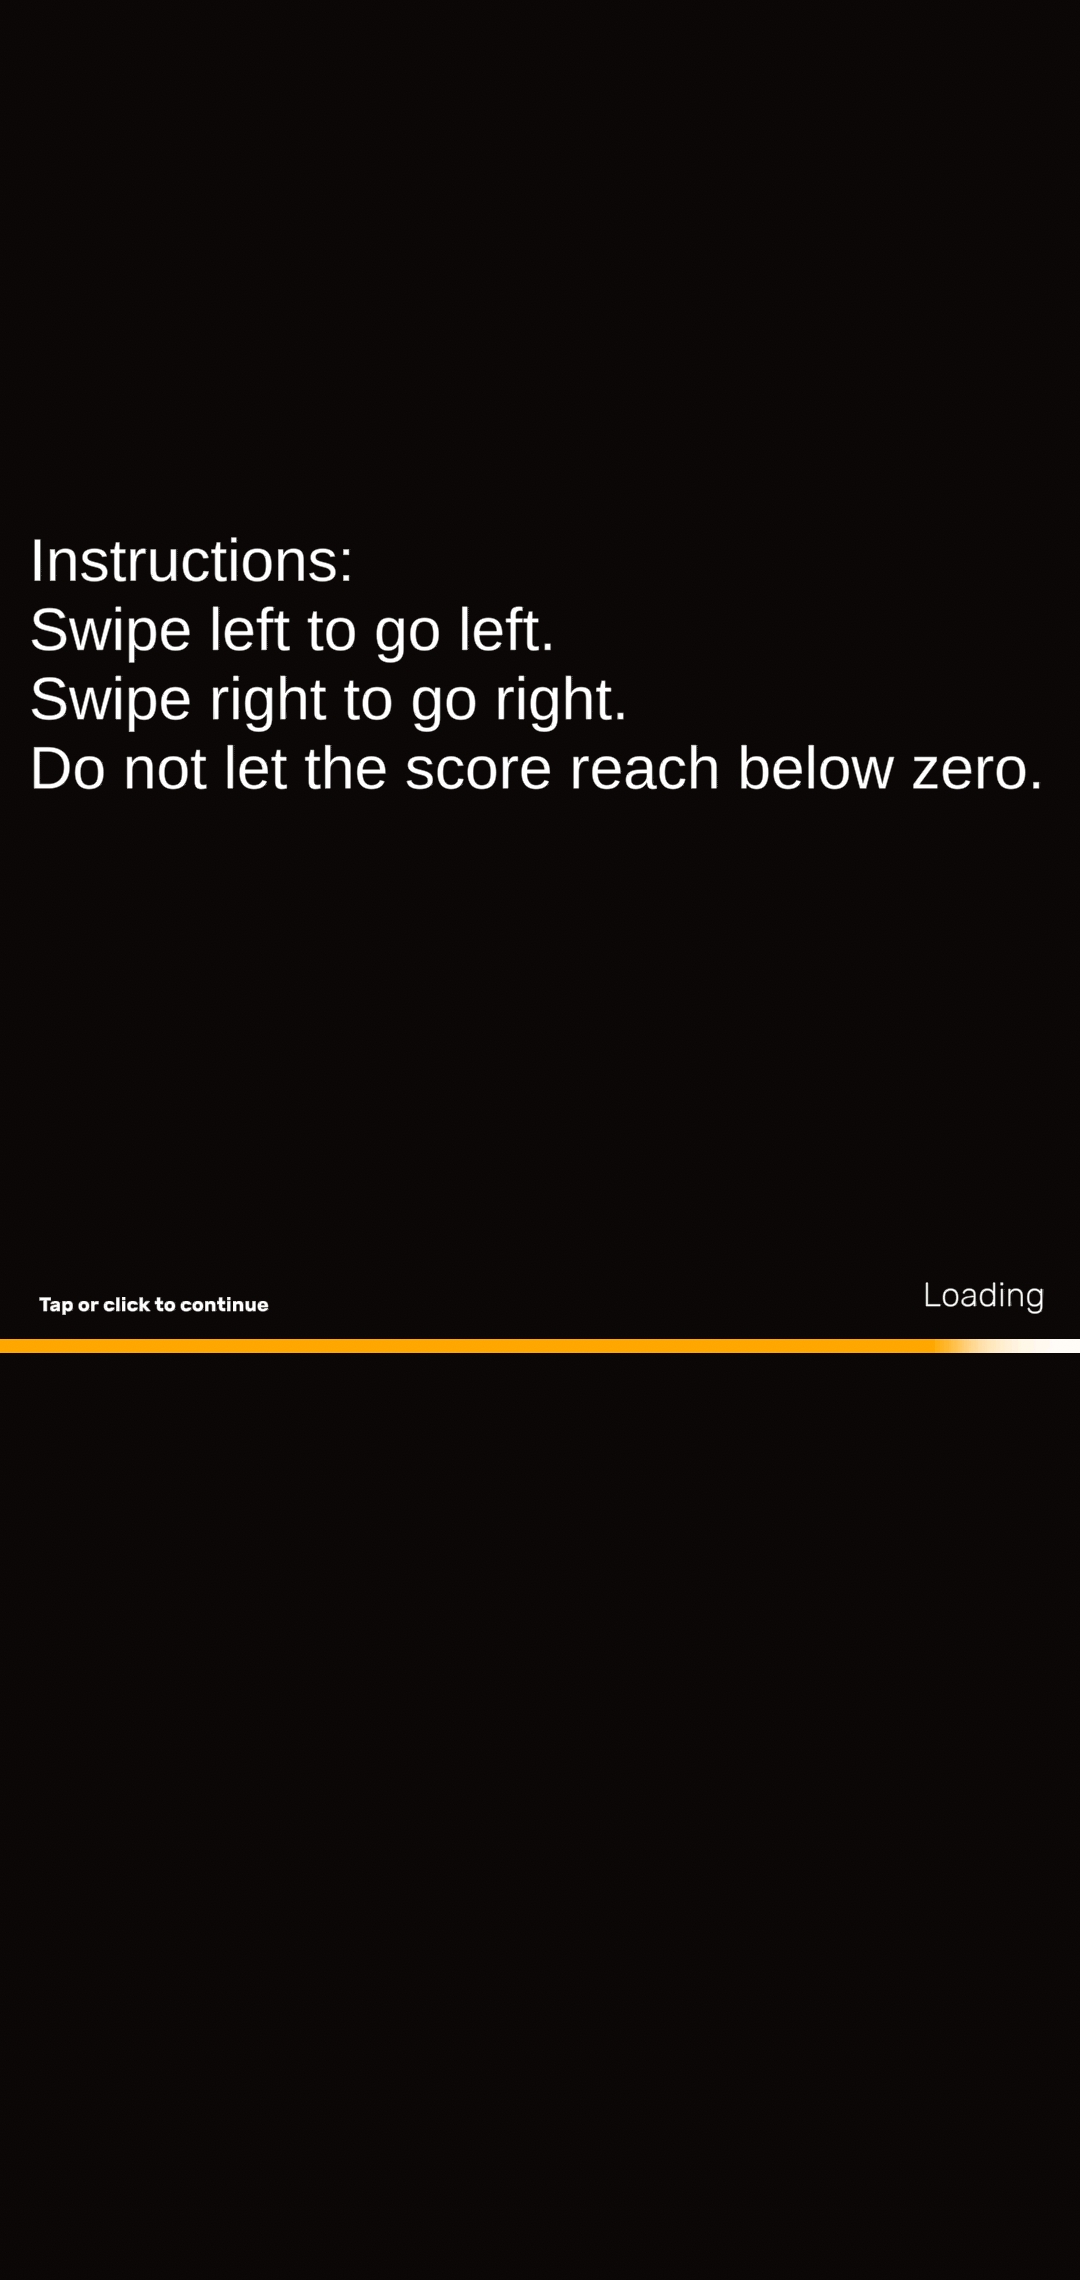 Instructions:
Swipe left to go left.
Swipe right to go right.
Do not let the score reach below zero.
Tap or click to continue
Loading